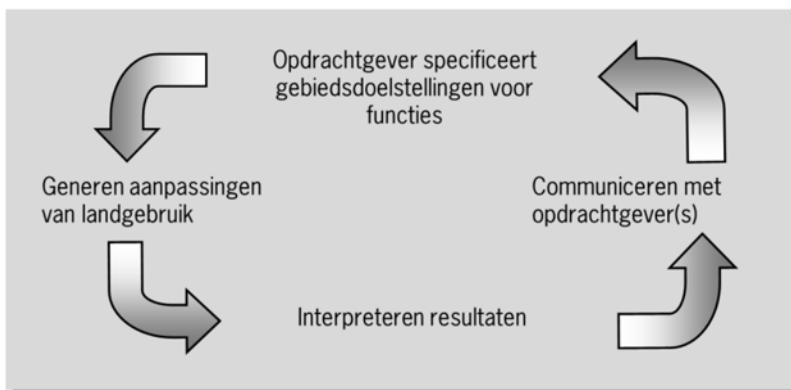 Opdrachtgever specificeert
gebiedsdoelstellingen voor
functies
Generen aanpassingen
van landgebruik
Communiceren met
opdrachtgever(s)
Interpreteren resultaten